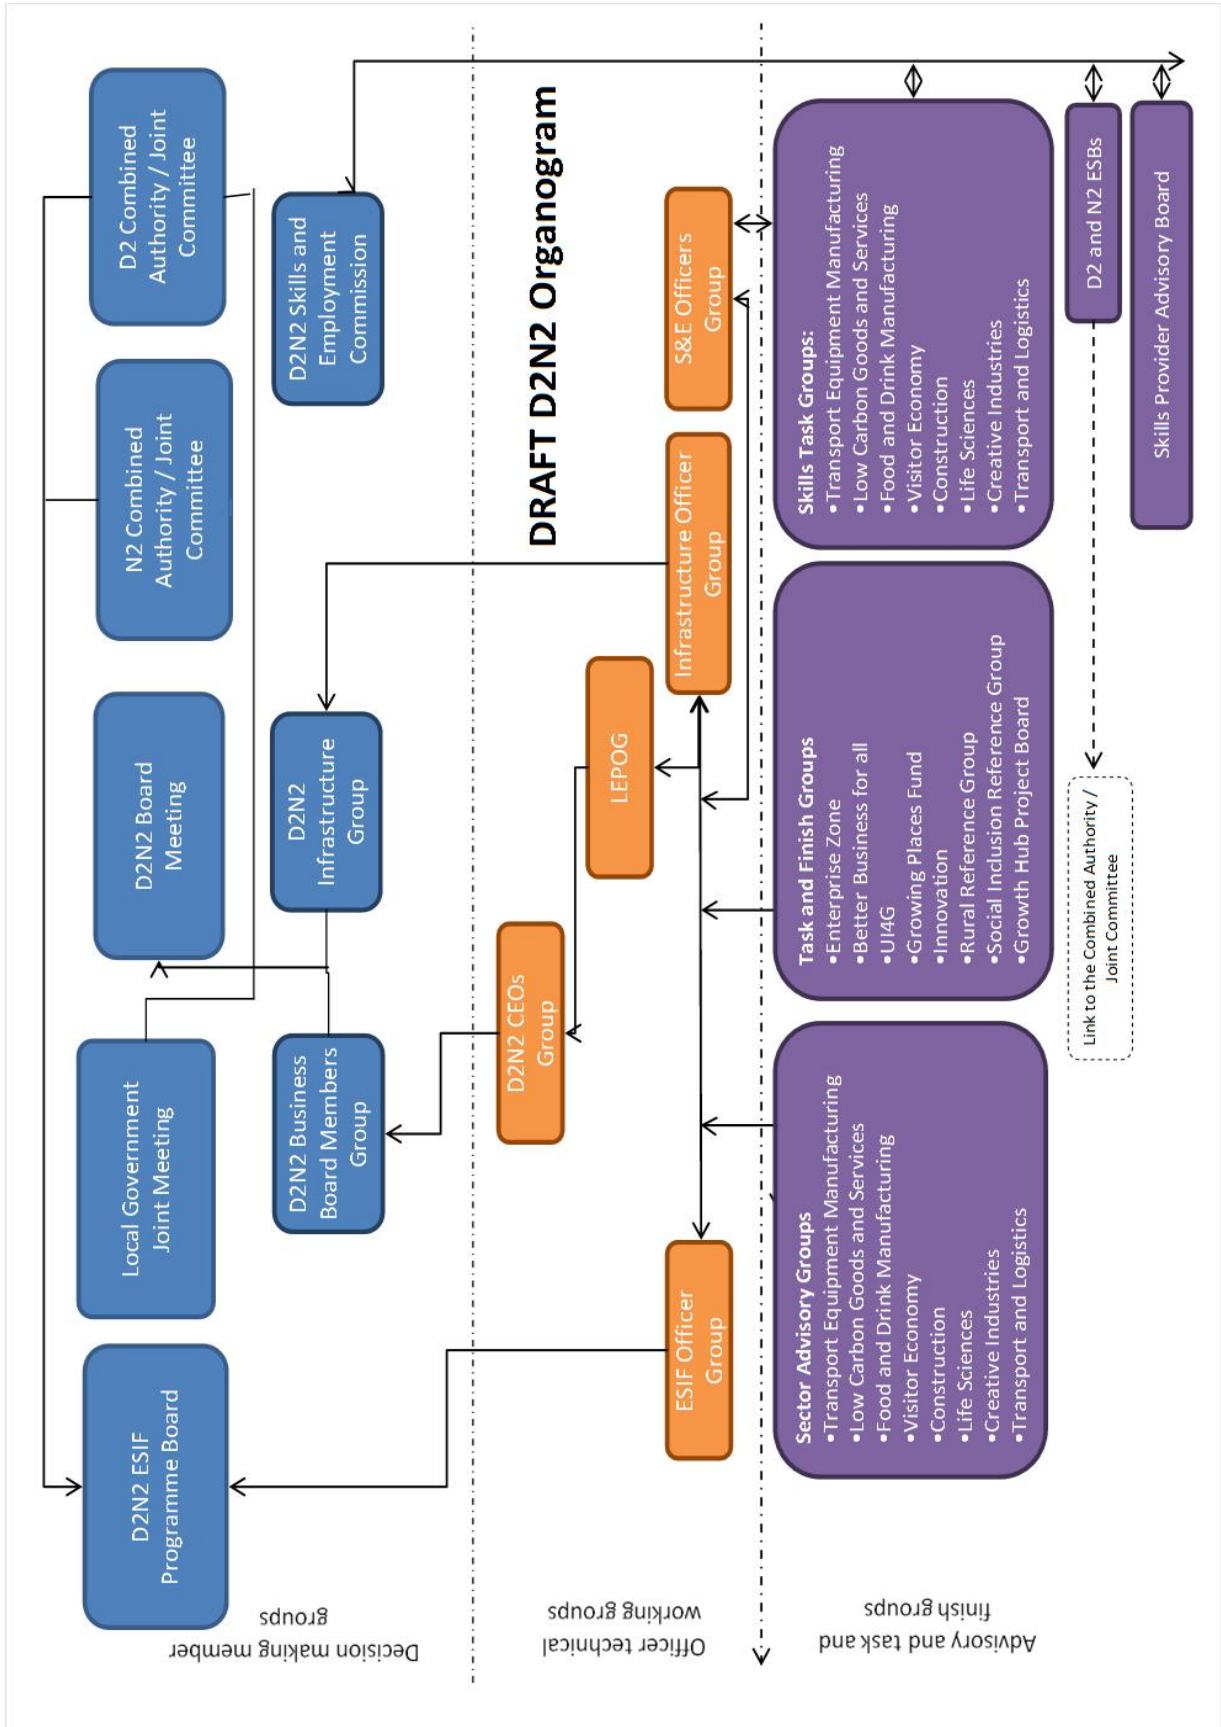 DRAFT D2N2 Organogram
Decision making member
groups
D2N2 ESIF
Programme Board
Local Government
Joint Meeting
D2N2 Board
Meeting
N2 Combined
Authority / Joint
Committee
D2 Combined
Authority / Joint
Committee
D2N2 Business
Board Members
Group
D2N2
Infrastructure
Group
D2N2 Skills and
Employment
Commission
Officer technical
working groups
D2N2 CEOs
Group
LEPOG
ESIF Officer
Group
Infrastructure Officer
Group
S&E Officers
Group
Advisory and task and
finish groups
Sector Advisory Groups
•Transport Equipment Manufacturing
•Low Carbon Goods and Services
•Food and Drink Manufacturing
•Visitor Economy
•Construction
•Life Sciences
•Creative Industries
•Transport and Logistics
Task and Finish Groups
•Enterprise Zone
•Better Business for all
•UI4G
•Growing Places Fund
•Innovation
•Rural Reference Group
•Social Inclusion Reference Group
•Growth Hub Project Board
Skills Task Groups:
•Transport Equipment Manufacturing
•Low Carbon Goods and Services
•Food and Drink Manufacturing
•Visitor Economy
•Construction
•Life Sciences
•Creative Industries
•Transport and Logistics
Link to the Combined Authority /
Joint Committee
D2 and N2 ESBs
Skills Provider Advisory Board